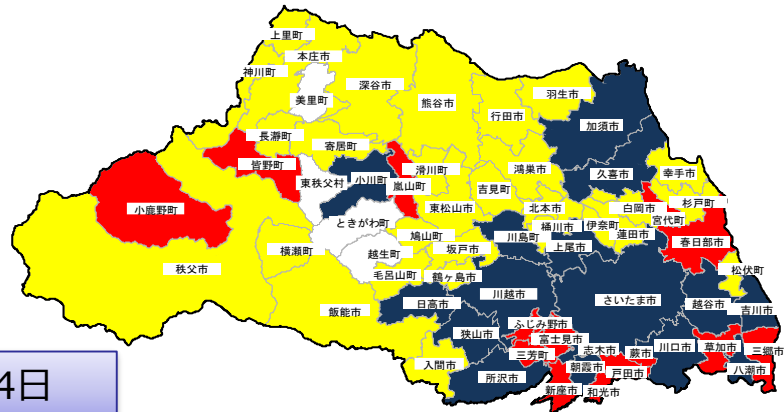 上里町
本庄市
神川町
美里町
深谷市
熊谷市
行田市
羽生市
加須市
長瀞町
寄居町
皆野町
東秩父村
小川町
嵐山町
滑川町
吉見町
鴻巣市
久喜市
幸手市
小鹿野町
ときがわ町
東松山市
北本市
白岡市
杉戸町
宮代町
横瀬町
越生町
鳩山町
坂戸市
川島町
桶川市
伊奈町
蓮田市
上尾市
春日部市
秩父市
毛呂山町
鶴ヶ島市
松伏町
飯能市
日高市
川越市
さいたま市
越谷市
吉川市
狭山市
ふじみ野市
富士見市
入間市
三芳町
志木市
蕨市
川口市
草加市
三郷市
所沢市
朝霞市
戸田市
八潮市
新座市
和光市
4日